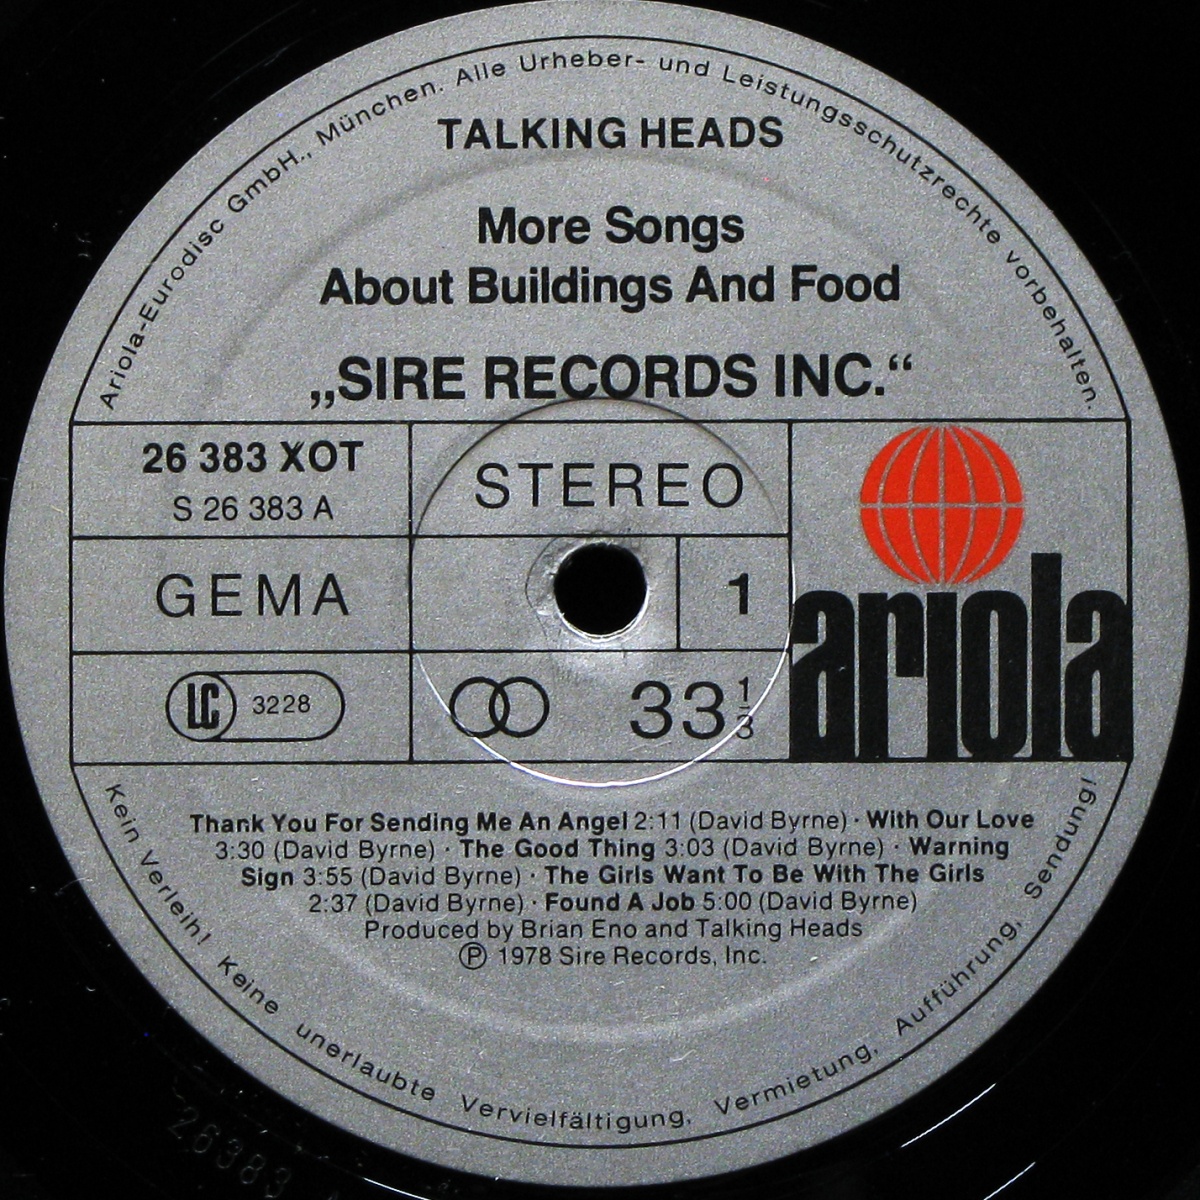 Ariola-Eurodisc GmbH., München. Alle Urheber- und Leistungsschutzrechte vorbehalten.
TALKING HEADS
More Songs
About Buildings And Food
„SIRE RECORDS INC.“
26 383 XOT
S 26 383 A
STEREO
GEMA
1
ariola
LC 3228
33 1/3
Thank You For Sending Me An Angel 2:11 (David Byrne) · With Our Love
3:30 (David Byrne) · The Good Thing 3:03 (David Byrne) · Warning
Sign 3:55 (David Byrne) · The Girls Want To Be With The Girls
2:37 (David Byrne) · Found A Job 5:00 (David Byrne)
Produced by Brian Eno and Talking Heads
Ⓟ 1978 Sire Records, Inc.
Kein Verleih! Keine unerlaubte Vervielfältigung, Vermietung, Aufführung, Sendung!
26383